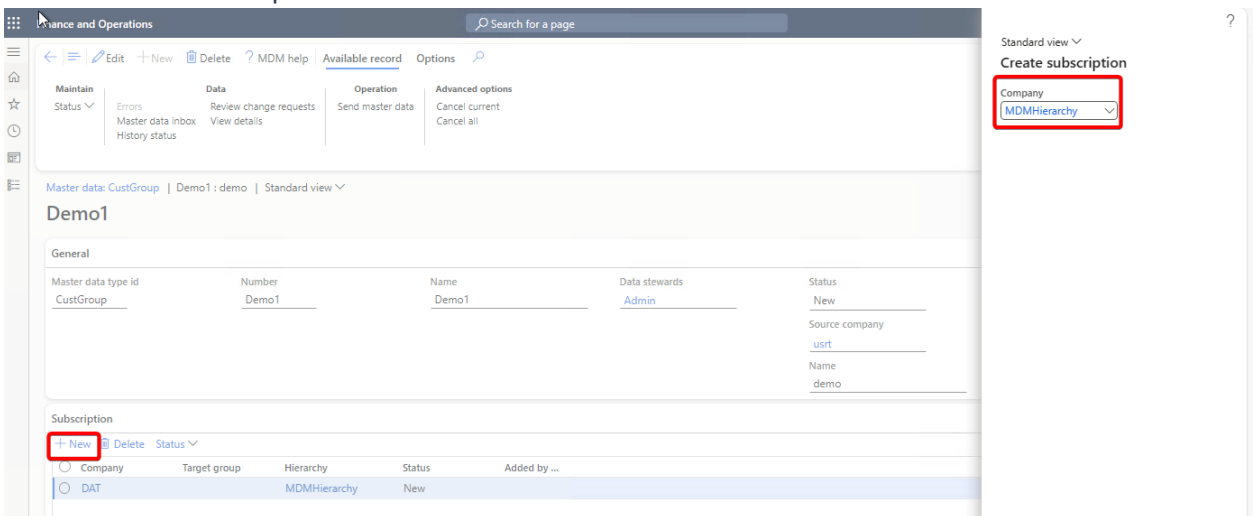 Finance and Operations
Search for a page
?
Edit
New
Delete
? MDM help
Available record
Options
Maintain
Data
Operation
Advanced options
Status
Errors
Review change requests
Send master data
Cancel current
Master data inbox
View details
Cancel all
History status
Master data: CustGroup | Demo1 : demo | Standard view
Demo1
General
Master data type id
Number
Name
Data stewards
Status
CustGroup
Demo1
Demo1
Admin
New
Source company
usrt
Name
demo
Subscription
+ New
Delete
Status
Company
Target group
Hierarchy
Status
Added by ...
DAT
MDMHierarchy
New
Standard view
Create subscription
Company
MDMHierarchy